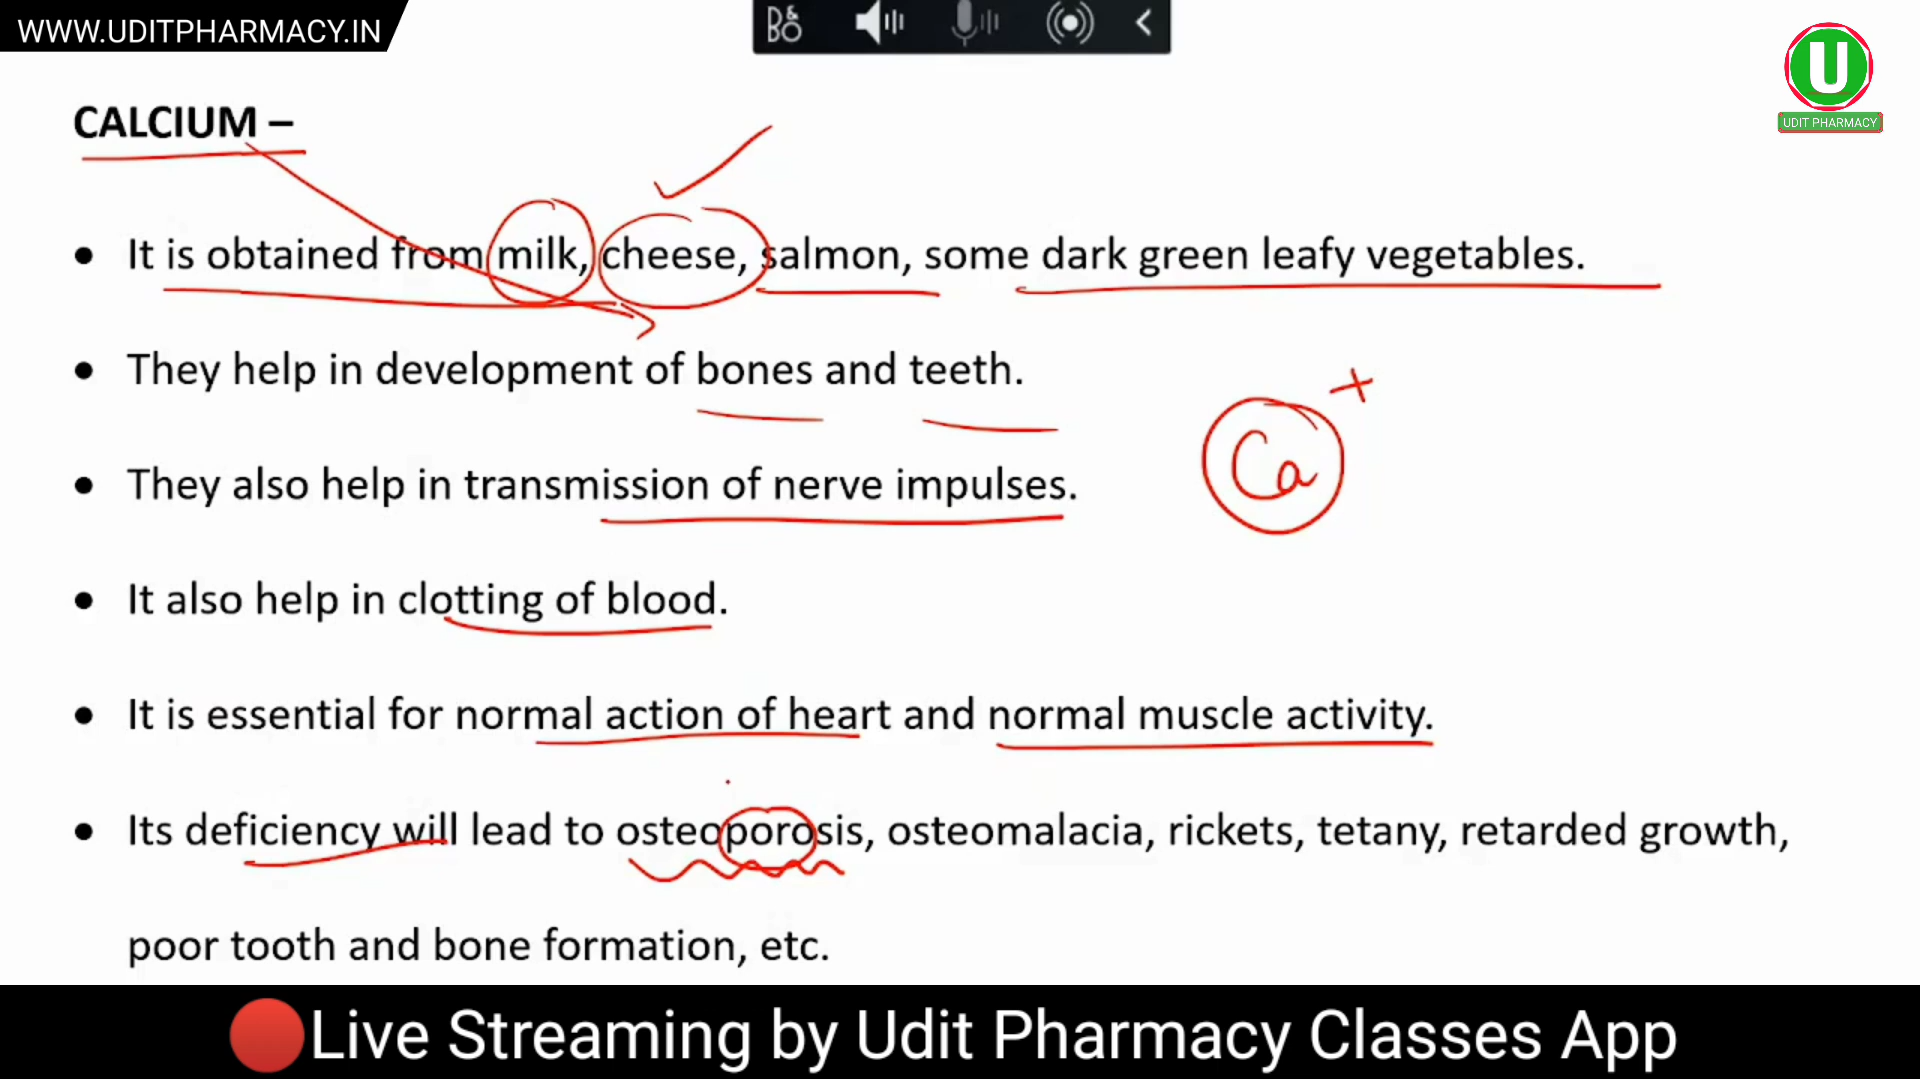 WWW.UDITPHARMACY.IN
B&O
U
UDIT PHARMACY
CALCIUM –
• It is obtained from milk, cheese, salmon, some dark green leafy vegetables.
• They help in development of bones and teeth.
Ca+
• They also help in transmission of nerve impulses.
• It also help in clotting of blood.
• It is essential for normal action of heart and normal muscle activity.
• Its deficiency will lead to osteoporosis, osteomalacia, rickets, tetany, retarded growth,
poor tooth and bone formation, etc.
Live Streaming by Udit Pharmacy Classes App